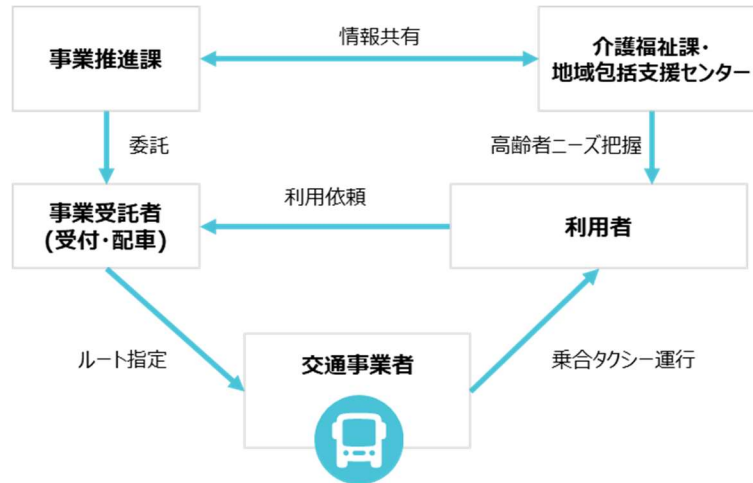 事業推進課
情報共有
介護福祉課・
地域包括支援センター
委託
高齢者ニーズ把握
事業受託者
(受付・配車)
利用依頼
利用者
ルート指定
交通事業者
乗合タクシー運行